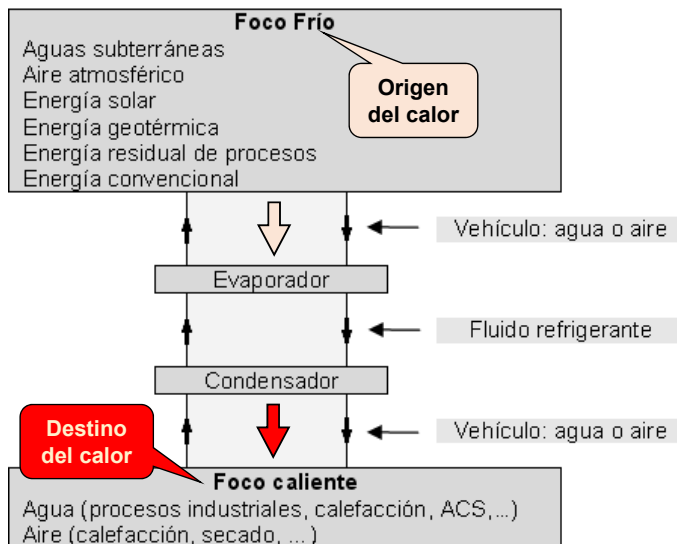 Foco Frío
Aguas subterráneas
Aire atmosférico
Energía solar
Energía geotérmica
Energía residual de procesos
Energía convencional
Origen
del calor
Vehículo: agua o aire
Evaporador
Fluido refrigerante
Condensador
Destino
del calor
Vehículo: agua o aire
Foco caliente
Agua (procesos industriales, calefacción, ACS,...)
Aire (calefacción, secado, ... )